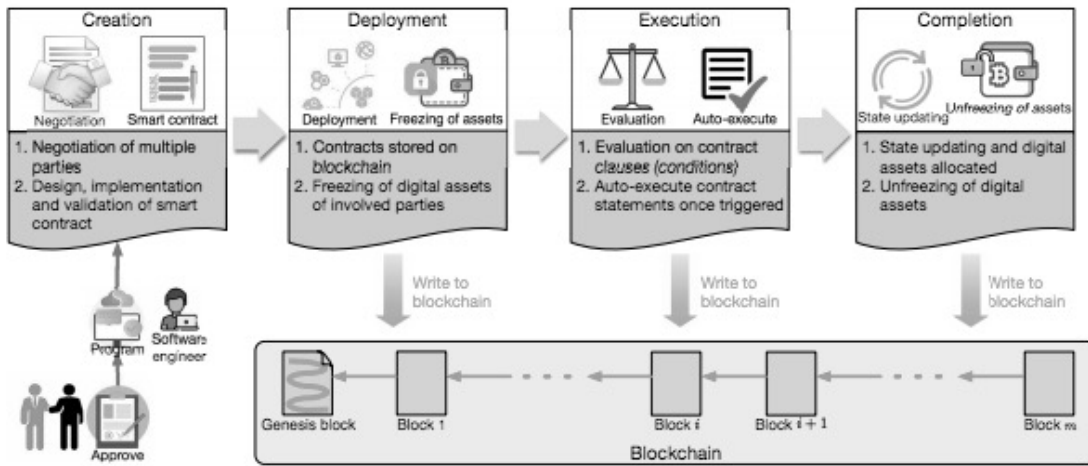 Creation
Negotiation
Smart contract
1. Negotiation of multiple
parties
2. Design, implementation
and validation of smart
contract
Deployment
Deployment
Freezing of assets
1. Contracts stored on
blockchain
2. Freezing of digital assets
of involved parties
Execution
Evaluation
Auto-execute
1. Evaluation on contract
clauses (conditions)
2. Auto-execute contract
statements once triggered
Completion
State updating
Unfreezing of assets
1. State updating and digital
assets allocated
2. Unfreezing of digital
assets
Write to
blockchain
Write to
blockchain
Write to
blockchain
Program
Software
engineer
Approve
Genesis block
Block 1
Block i
Block i + 1
Block m
Blockchain